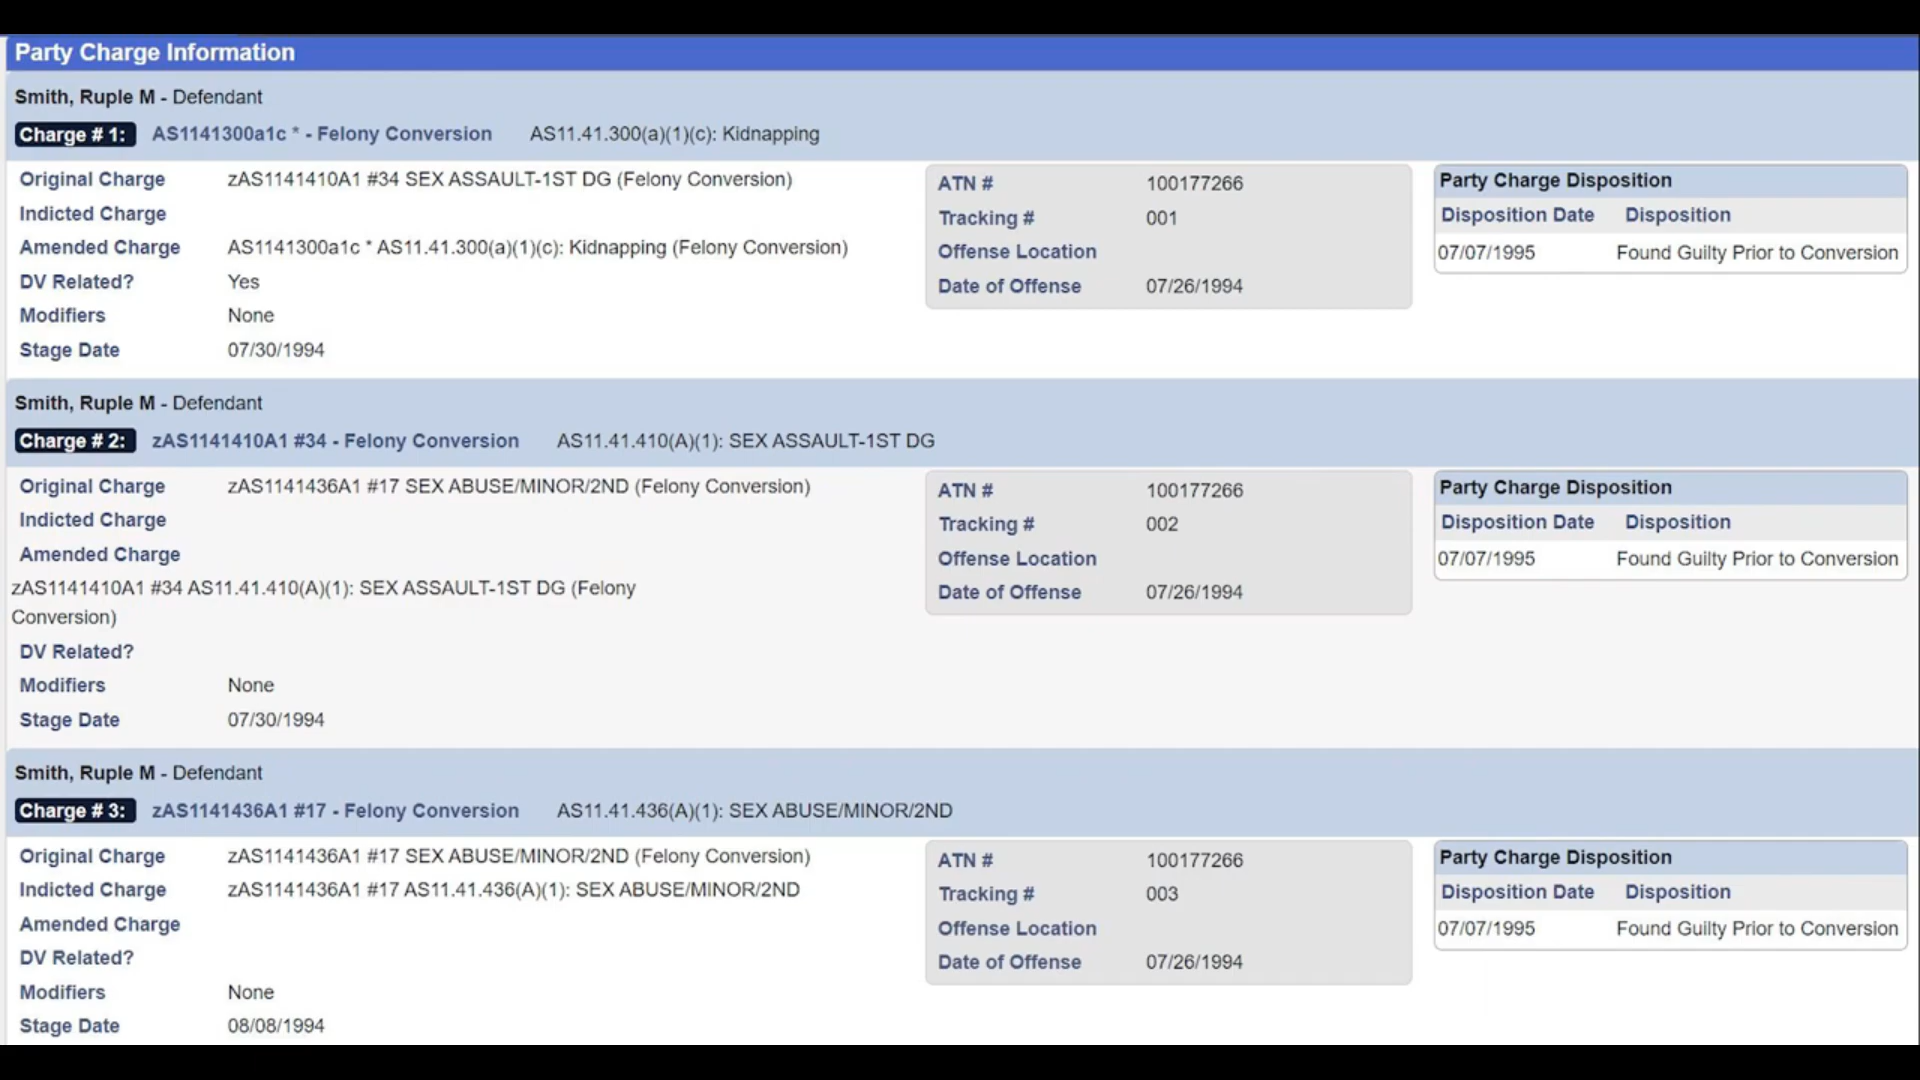 Party Charge Information
Smith, Ruple M - Defendant
Charge # 1: AS1141300a1c * - Felony Conversion AS11.41.300(a)(1)(c): Kidnapping
Original Charge zAS1141410A1 #34 SEX ASSAULT-1ST DG (Felony Conversion)
Indicted Charge
Amended Charge AS1141300a1c * AS11.41.300(a)(1)(c): Kidnapping (Felony Conversion)
DV Related? Yes
Modifiers None
Stage Date 07/30/1994
ATN # 100177266
Tracking # 001
Offense Location
Date of Offense 07/26/1994
Party Charge Disposition
Disposition Date Disposition
07/07/1995 Found Guilty Prior to Conversion
Smith, Ruple M - Defendant
Charge # 2: zAS1141410A1 #34 - Felony Conversion AS11.41.410(A)(1): SEX ASSAULT-1ST DG
Original Charge zAS1141436A1 #17 SEX ABUSE/MINOR/2ND (Felony Conversion)
Indicted Charge
Amended Charge
zAS1141410A1 #34 AS11.41.410(A)(1): SEX ASSAULT-1ST DG (Felony
Conversion)
DV Related?
Modifiers None
Stage Date 07/30/1994
ATN # 100177266
Tracking # 002
Offense Location
Date of Offense 07/26/1994
Party Charge Disposition
Disposition Date Disposition
07/07/1995 Found Guilty Prior to Conversion
Smith, Ruple M - Defendant
Charge # 3: zAS1141436A1 #17 - Felony Conversion AS11.41.436(A)(1): SEX ABUSE/MINOR/2ND
Original Charge zAS1141436A1 #17 SEX ABUSE/MINOR/2ND (Felony Conversion)
Indicted Charge zAS1141436A1 #17 AS11.41.436(A)(1): SEX ABUSE/MINOR/2ND
Amended Charge
DV Related?
Modifiers None
Stage Date 08/08/1994
ATN # 100177266
Tracking # 003
Offense Location
Date of Offense 07/26/1994
Party Charge Disposition
Disposition Date Disposition
07/07/1995 Found Guilty Prior to Conversion